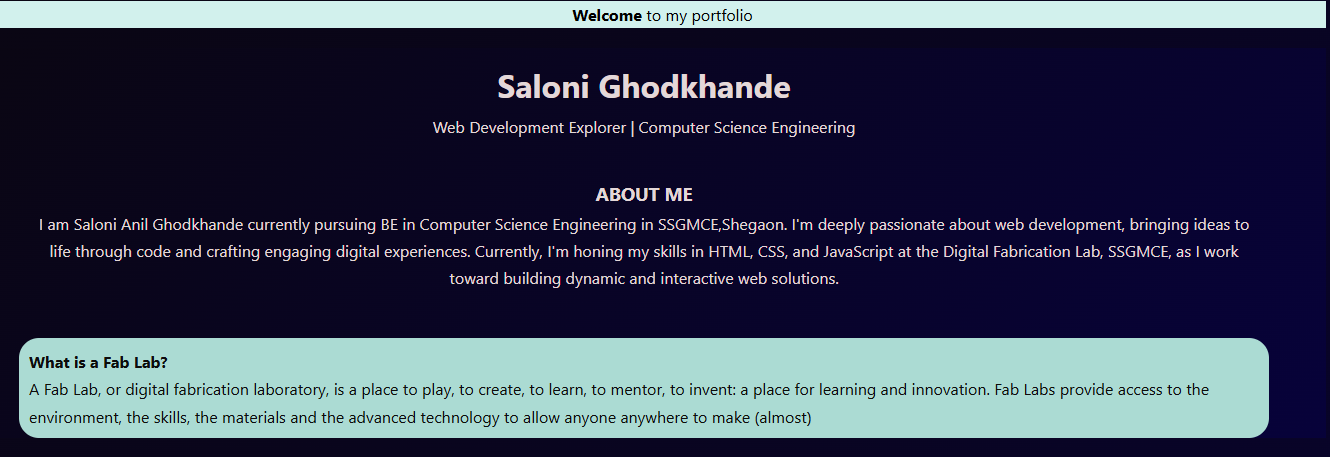 Welcome to my portfolio
Saloni Ghodkhande
Web Development Explorer | Computer Science Engineering
ABOUT ME
I am Saloni Anil Ghodkhande currently pursuing BE in Computer Science Engineering in SSGMCE,Shegaon. I'm deeply passionate about web development, bringing ideas to
life through code and crafting engaging digital experiences. Currently, I'm honing my skills in HTML, CSS, and JavaScript at the Digital Fabrication Lab, SSGMCE, as I work
toward building dynamic and interactive web solutions.
What is a Fab Lab?
A Fab Lab, or digital fabrication laboratory, is a place to play, to create, to learn, to mentor, to invent: a place for learning and innovation. Fab Labs provide access to the
environment, the skills, the materials and the advanced technology to allow anyone anywhere to make (almost)